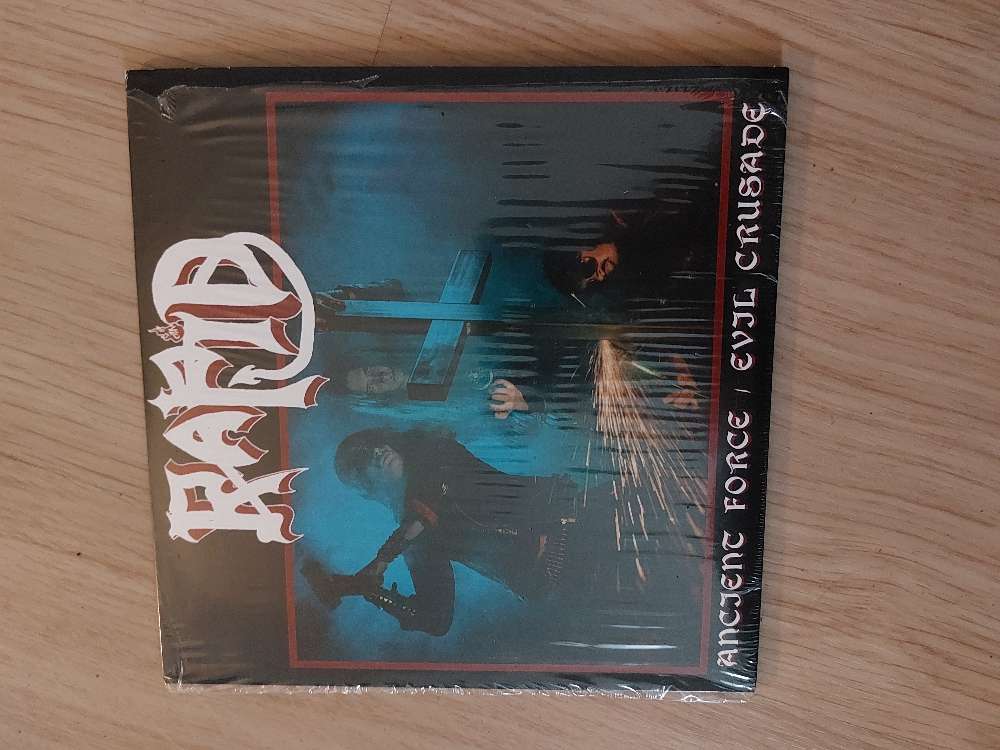 RAPID
ANCIENT FORCE / EVIL CRUSADE